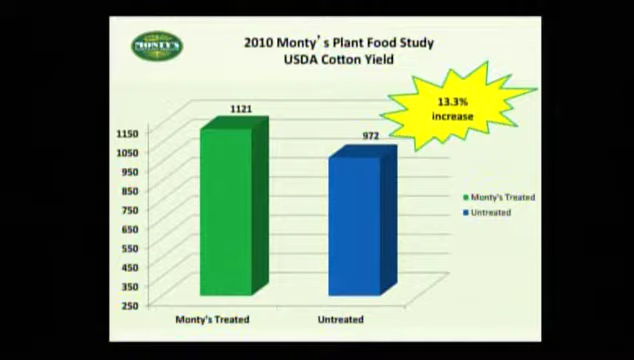 MONTY'S
2010 Monty's Plant Food Study
USDA Cotton Yield
13.3%
increase
1121
972
1150
1050
950
850
750
650
550
450
350
250
Monty's Treated
Untreated
Monty's Treated
Untreated